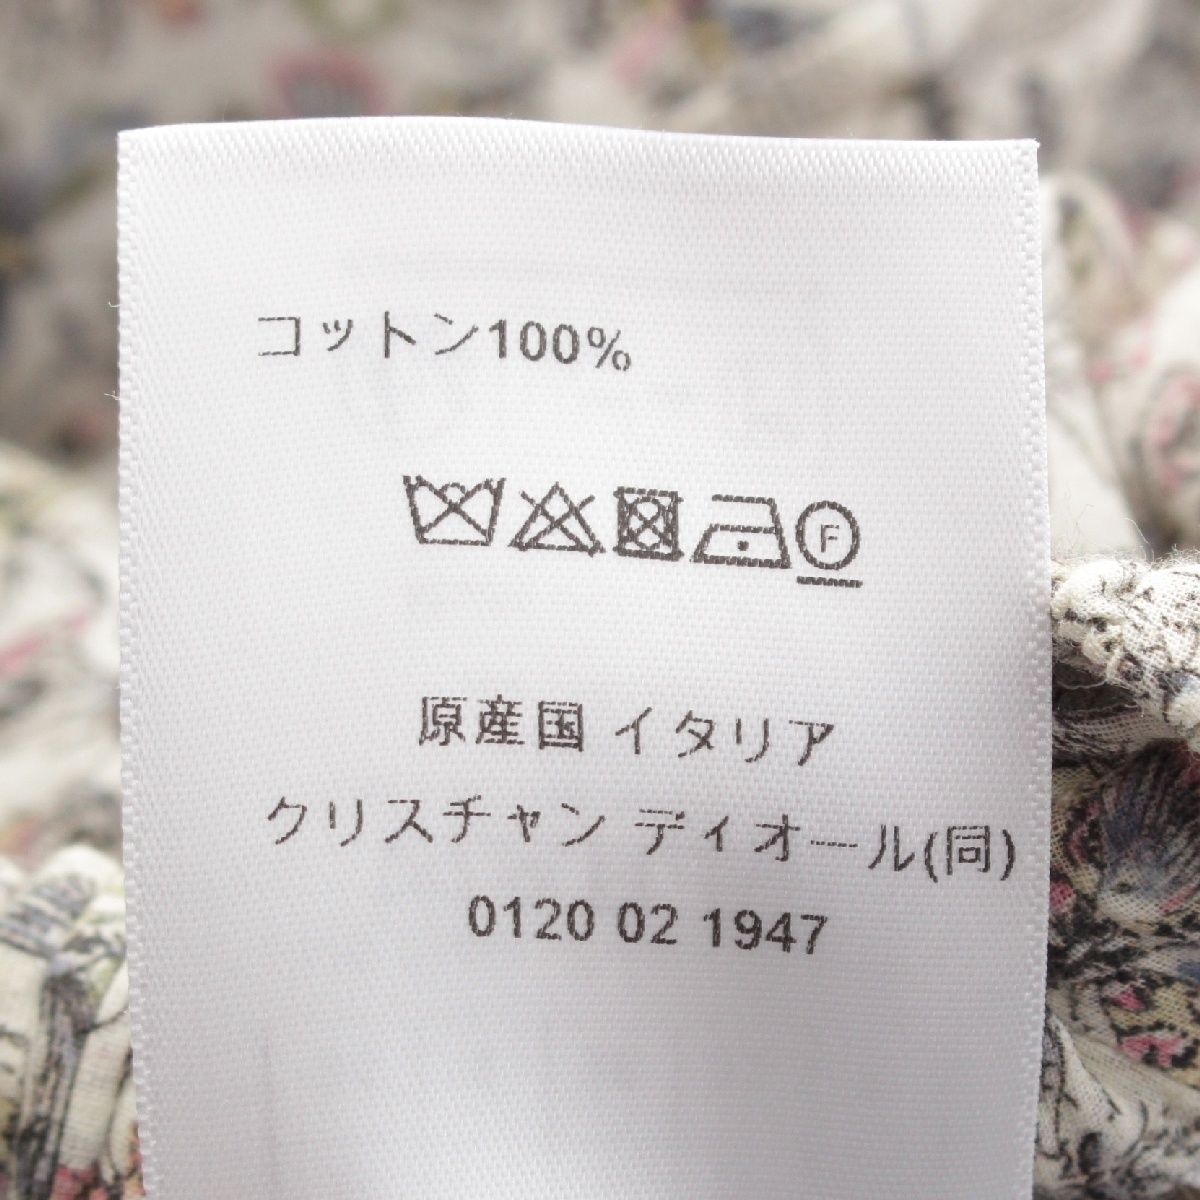 コットン100%
F
原産国 イタリア
クリスチャン ディオール(同)
0120 02 1947